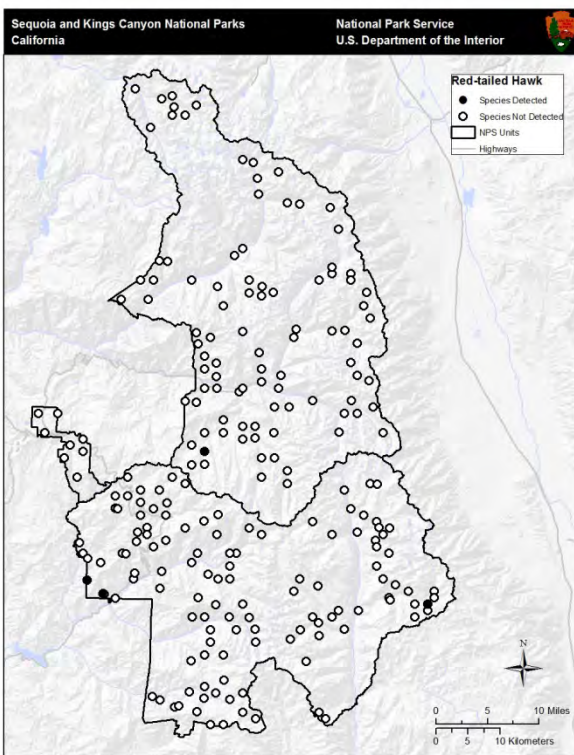 Sequoia and Kings Canyon National Parks
California
National Park Service
U.S. Department of the Interior
Red-tailed Hawk
Species Detected
Species Not Detected
NPS Units
Highways
N
0 5 10 Miles
0 5 10 Kilometers